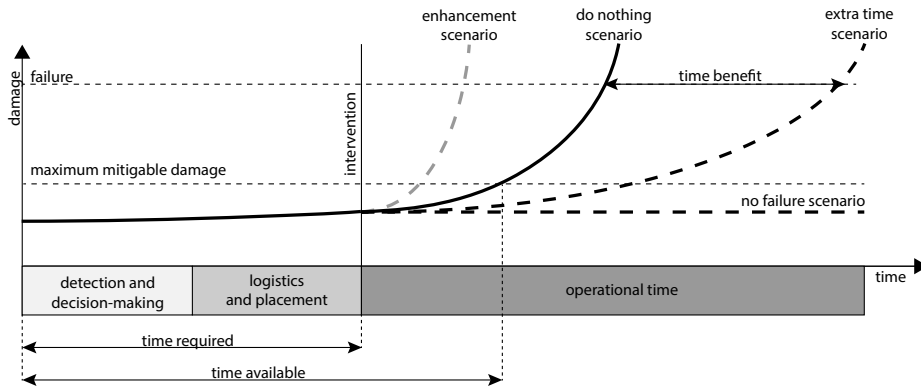 enhancement
scenario
do nothing
scenario
extra time
scenario
damage
failure
time benefit
intervention
maximum mitigable damage
no failure scenario
detection and
decision-making
logistics
and placement
operational time
time
time required
time available